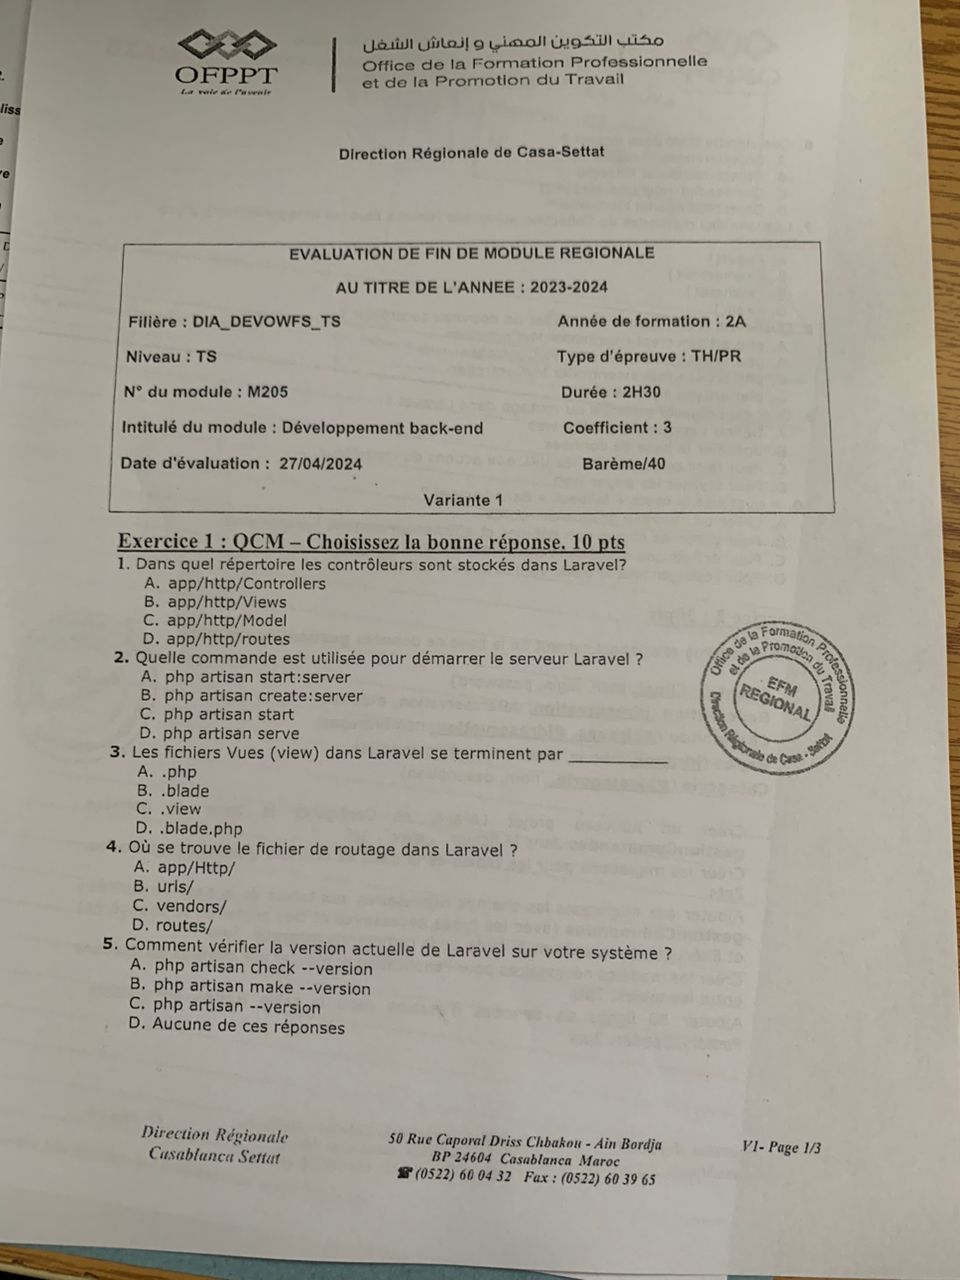 OFPPT
La voie de l'avenir
مكتب التكوين المهني و إنعاش الشغل
Office de la Formation Professionnelle
et de la Promotion du Travail
Direction Régionale de Casa-Settat
EVALUATION DE FIN DE MODULE REGIONALE
AU TITRE DE L'ANNEE : 2023-2024
Filière : DIA_DEVOWFS_TS
Année de formation : 2A
Niveau : TS
Type d'épreuve : TH/PR
N° du module : M205
Durée : 2H30
Intitulé du module : Développement back-end
Coefficient : 3
Date d'évaluation : 27/04/2024
Barème/40
Variante 1
Exercice 1 : QCM – Choisissez la bonne réponse. 10 pts
1. Dans quel répertoire les contrôleurs sont stockés dans Laravel?
A. app/http/Controllers
B. app/http/Views
C. app/http/Model
D. app/http/routes
2. Quelle commande est utilisée pour démarrer le serveur Laravel ?
A. php artisan start:server
B. php artisan create:server
C. php artisan start
D. php artisan serve
3. Les fichiers Vues (view) dans Laravel se terminent par ___________
A. .php
B. .blade
C. .view
D. .blade.php
4. Où se trouve le fichier de routage dans Laravel ?
A. app/Http/
B. urls/
C. vendors/
D. routes/
5. Comment vérifier la version actuelle de Laravel sur votre système ?
A. php artisan check --version
B. php artisan make --version
C. php artisan --version
D. Aucune de ces réponses
Office de la Formation Professionnelle
et de la Promotion du Travail
EFM
REGIONAL
Direction Régionale de Casa - Settat
Direction Régionale
Casablanca Settat
50 Rue Caporal Driss Chbakou - Ain Bordja
BP 24604 Casablanca Maroc
☎ (0522) 60 04 32 Fax : (0522) 60 39 65
V1- Page 1/3